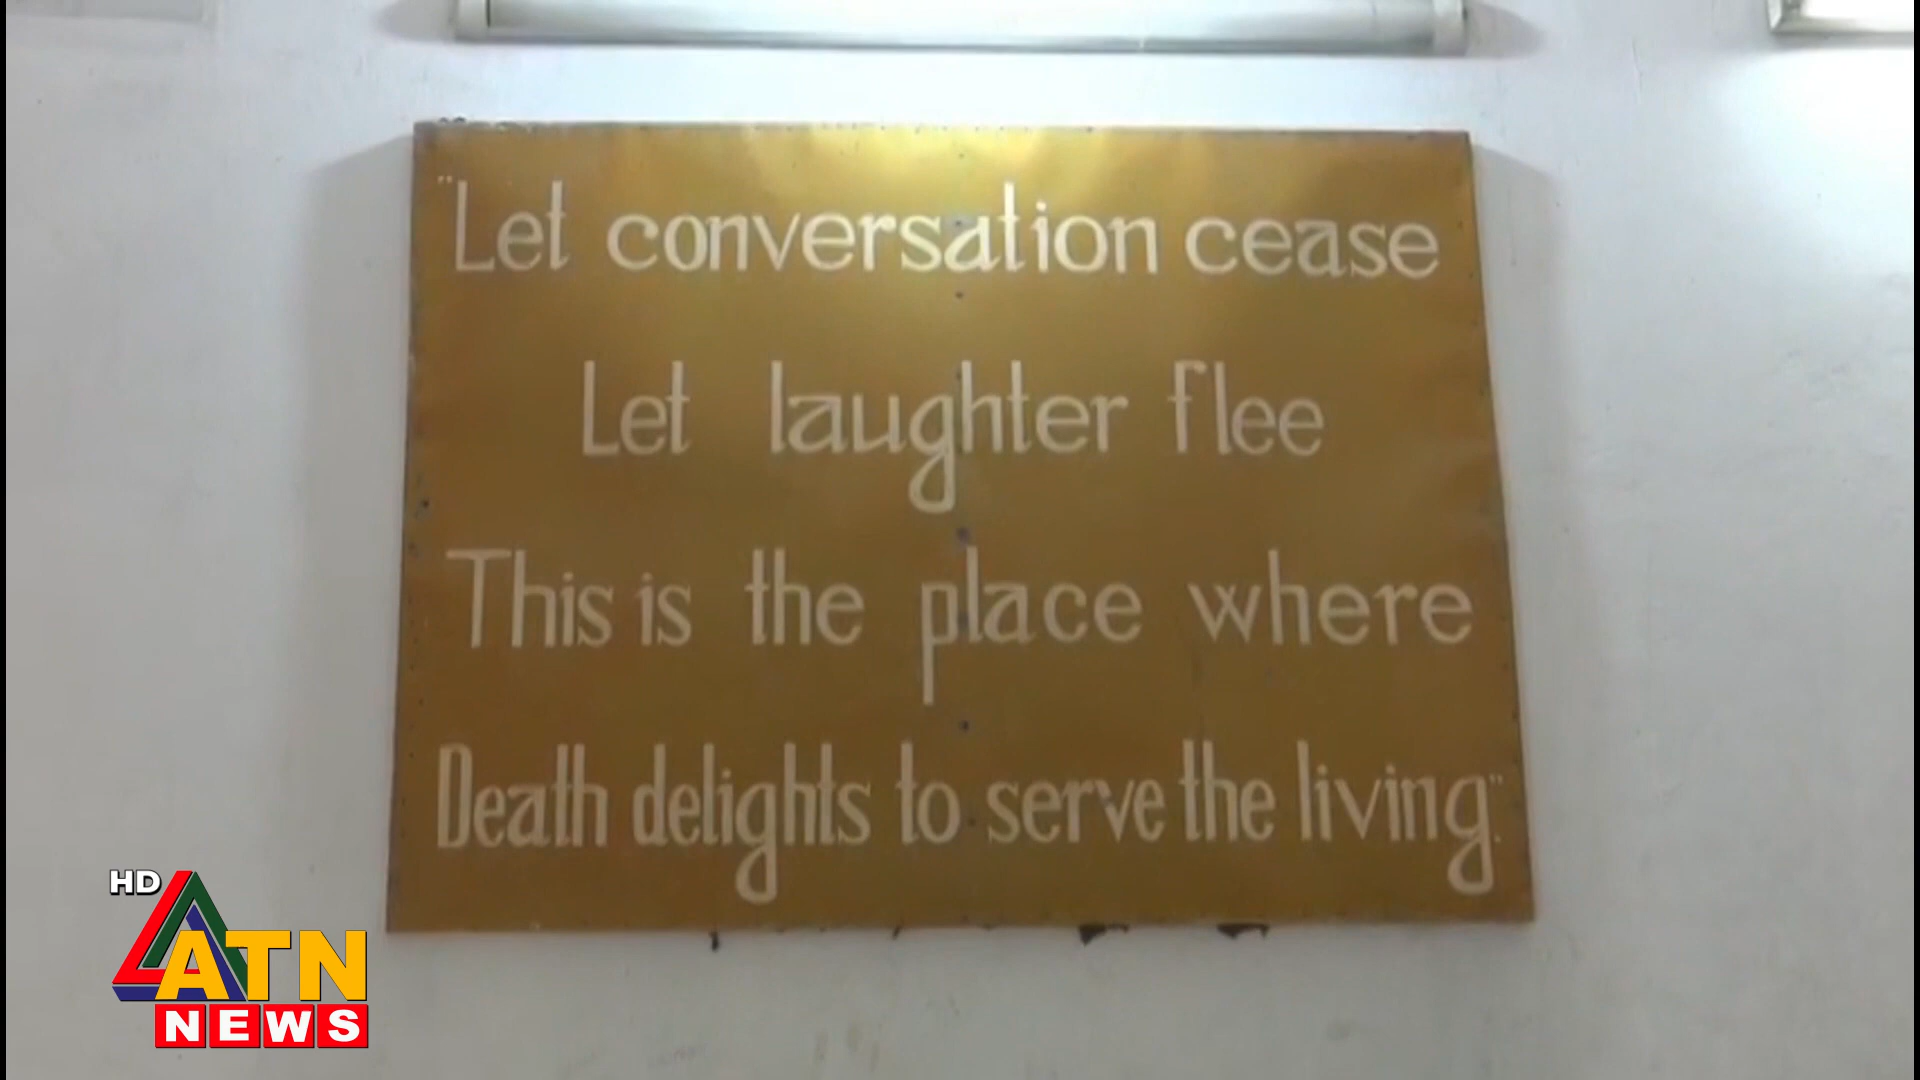 "Let conversation cease
Let laughter flee
This is the place where
Death delights to serve the living".
HD
ATN
NEWS